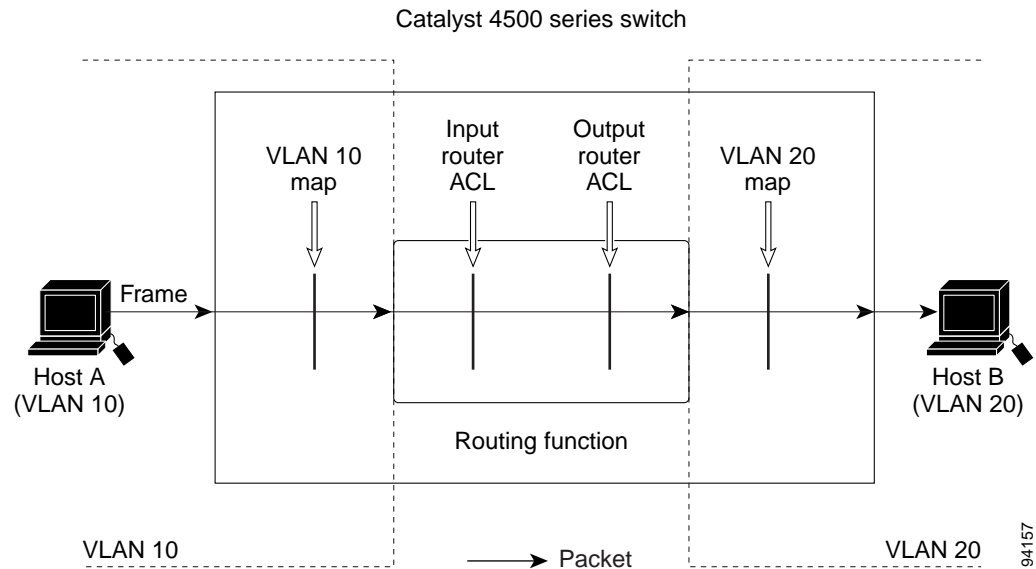 Catalyst 4500 series switch
VLAN 10
map
Input
router
ACL
Output
router
ACL
VLAN 20
map
Frame
Host A
(VLAN 10)
Host B
(VLAN 20)
Routing function
VLAN 10
Packet
VLAN 20
94157